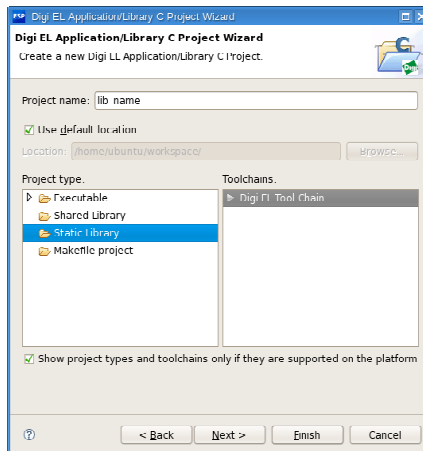 ESP Digi EL Application/Library C Project Wizard
Digi EL Application/Library C Project Wizard
Create a new Digi EL Application/Library C Project.
C
Digi
Project name: lib_name
Use default location
Location: /home/ubuntu/workspace/ Browse...
Project type: Toolchains:
Executable Digi EL Tool Chain
Shared Library
Static Library
Makefile project
Show project types and toolchains only if they are supported on the platform
? < Back Next > Finish Cancel